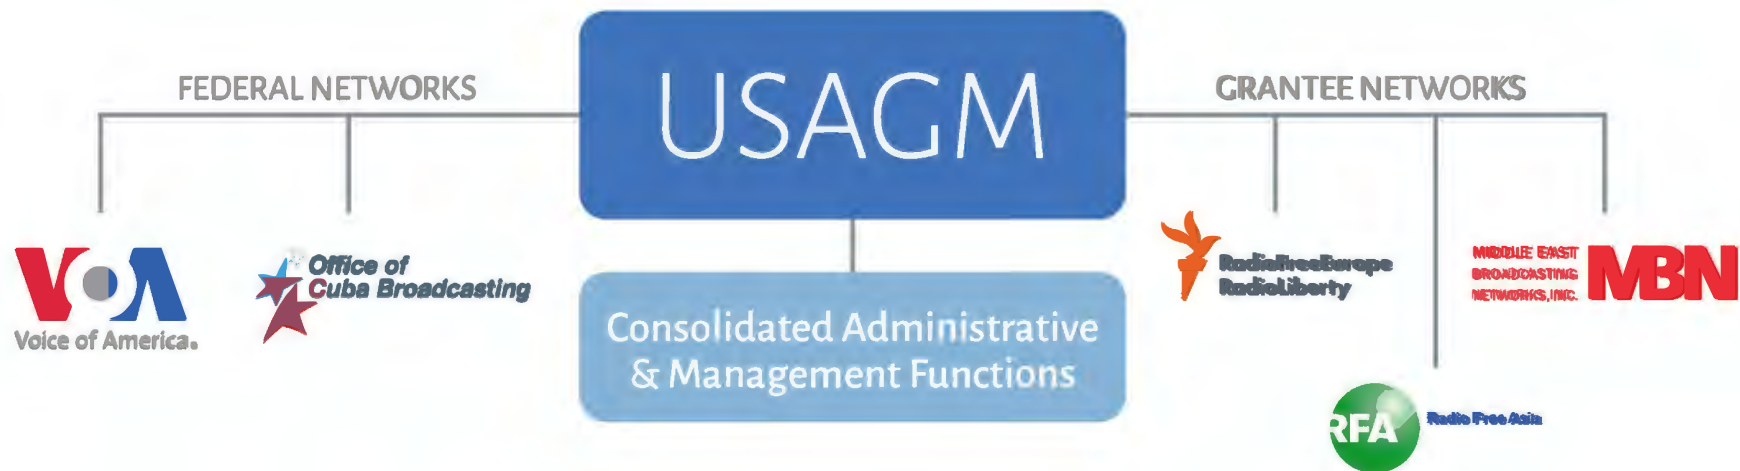 FEDERAL NETWORKS
USAGM
GRANTEE NETWORKS
VOA
Voice of America.
Office of
Cuba Broadcasting
Consolidated Administrative
& Management Functions
RadioFreeEurope
RadioLiberty
MIDDLE EAST
BROADCASTING
NETWORKS, INC.
MBN
RFA
Radio Free Asia